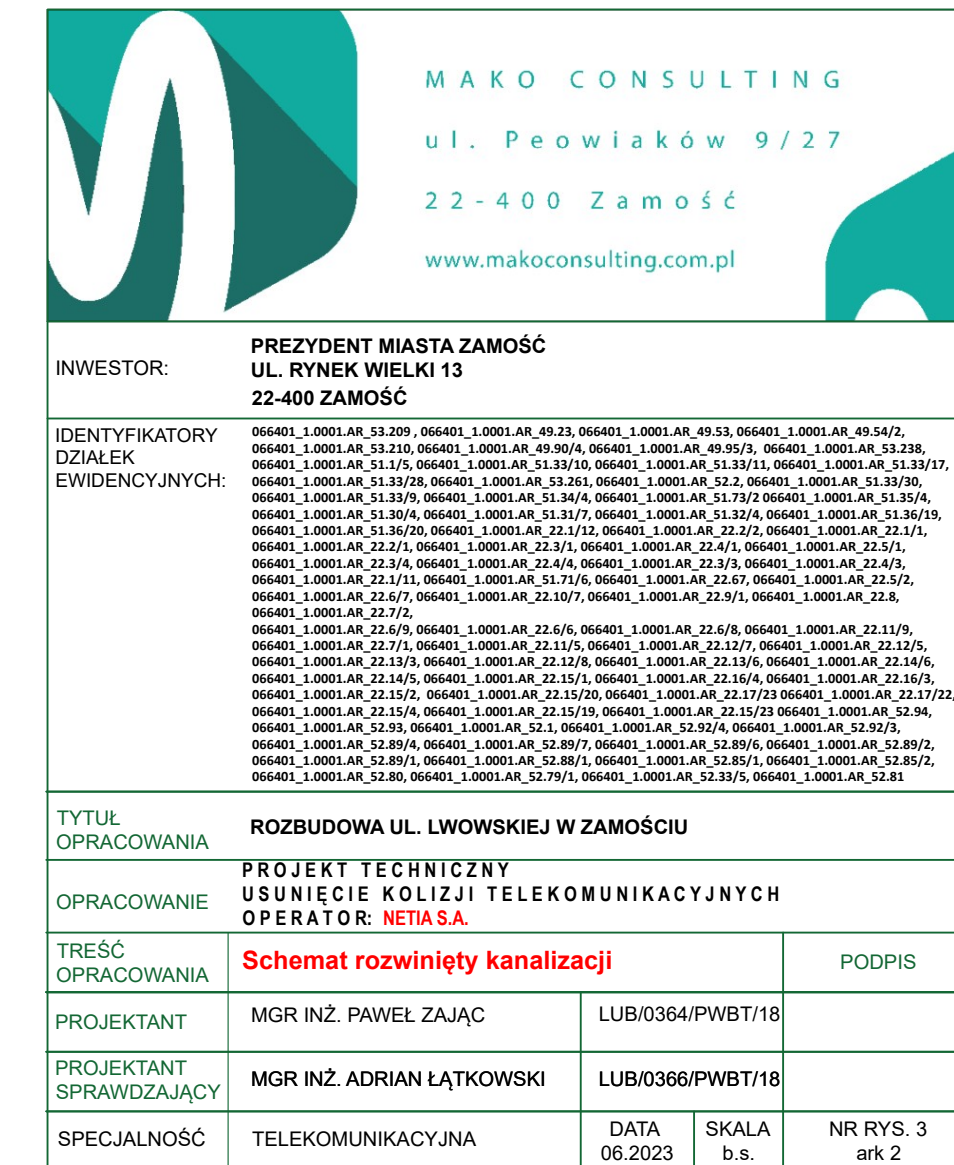 MAKO CONSULTING
ul. Peowiaków 9/27
22-400 Zamość
www.makoconsulting.com.pl
INWESTOR:
PREZYDENT MIASTA ZAMOŚĆ
UL. RYNEK WIELKI 13
22-400 ZAMOŚĆ
IDENTYFIKATORY
DZIAŁEK
EWIDENCYJNYCH:
066401_1.0001.AR_53.209 , 066401_1.0001.AR_49.23, 066401_1.0001.AR_49.53, 066401_1.0001.AR_49.54/2,
066401_1.0001.AR_53.210, 066401_1.0001.AR_49.90/4, 066401_1.0001.AR_49.95/3, 066401_1.0001.AR_53.238,
066401_1.0001.AR_51.1/5, 066401_1.0001.AR_51.33/10, 066401_1.0001.AR_51.33/11, 066401_1.0001.AR_51.33/17,
066401_1.0001.AR_51.33/28, 066401_1.0001.AR_53.261, 066401_1.0001.AR_52.2, 066401_1.0001.AR_51.33/30,
066401_1.0001.AR_51.33/9, 066401_1.0001.AR_51.34/4, 066401_1.0001.AR_51.73/2 066401_1.0001.AR_51.35/4,
066401_1.0001.AR_51.30/4, 066401_1.0001.AR_51.31/7, 066401_1.0001.AR_51.32/4, 066401_1.0001.AR_51.36/19,
066401_1.0001.AR_51.36/20, 066401_1.0001.AR_22.1/12, 066401_1.0001.AR_22.2/2, 066401_1.0001.AR_22.1/1,
066401_1.0001.AR_22.2/1, 066401_1.0001.AR_22.3/1, 066401_1.0001.AR_22.4/1, 066401_1.0001.AR_22.5/1,
066401_1.0001.AR_22.3/4, 066401_1.0001.AR_22.4/4, 066401_1.0001.AR_22.3/3, 066401_1.0001.AR_22.4/3,
066401_1.0001.AR_22.1/11, 066401_1.0001.AR_51.71/6, 066401_1.0001.AR_22.67, 066401_1.0001.AR_22.5/2,
066401_1.0001.AR_22.6/7, 066401_1.0001.AR_22.10/7, 066401_1.0001.AR_22.9/1, 066401_1.0001.AR_22.8,
066401_1.0001.AR_22.7/2,
066401_1.0001.AR_22.6/9, 066401_1.0001.AR_22.6/6, 066401_1.0001.AR_22.6/8, 066401_1.0001.AR_22.11/9,
066401_1.0001.AR_22.7/1, 066401_1.0001.AR_22.11/5, 066401_1.0001.AR_22.12/7, 066401_1.0001.AR_22.12/5,
066401_1.0001.AR_22.13/3, 066401_1.0001.AR_22.12/8, 066401_1.0001.AR_22.13/6, 066401_1.0001.AR_22.14/6,
066401_1.0001.AR_22.14/5, 066401_1.0001.AR_22.15/1, 066401_1.0001.AR_22.16/4, 066401_1.0001.AR_22.16/3,
066401_1.0001.AR_22.15/2, 066401_1.0001.AR_22.15/20, 066401_1.0001.AR_22.17/23 066401_1.0001.AR_22.17/22,
066401_1.0001.AR_22.15/4, 066401_1.0001.AR_22.15/19, 066401_1.0001.AR_22.15/23 066401_1.0001.AR_52.94,
066401_1.0001.AR_52.93, 066401_1.0001.AR_52.1, 066401_1.0001.AR_52.92/4, 066401_1.0001.AR_52.92/3,
066401_1.0001.AR_52.89/4, 066401_1.0001.AR_52.89/7, 066401_1.0001.AR_52.89/6, 066401_1.0001.AR_52.89/2,
066401_1.0001.AR_52.89/1, 066401_1.0001.AR_52.88/1, 066401_1.0001.AR_52.85/1, 066401_1.0001.AR_52.85/2,
066401_1.0001.AR_52.80, 066401_1.0001.AR_52.79/1, 066401_1.0001.AR_52.33/5, 066401_1.0001.AR_52.81
TYTUŁ
OPRACOWANIA
ROZBUDOWA UL. LWOWSKIEJ W ZAMOŚCIU
OPRACOWANIE
PROJEKT TECHNICZNY
USUNIĘCIE KOLIZJI TELEKOMUNIKACYJNYCH
OPERATOR: NETIA S.A.
TREŚĆ
OPRACOWANIA
Schemat rozwinięty kanalizacji
PODPIS
PROJEKTANT
MGR INŻ. PAWEŁ ZAJĄC
LUB/0364/PWBT/18
PROJEKTANT
SPRAWDZAJĄCY
MGR INŻ. ADRIAN ŁĄTKOWSKI
LUB/0366/PWBT/18
SPECJALNOŚĆ
TELEKOMUNIKACYJNA
DATA
06.2023
SKALA
b.s.
NR RYS. 3
ark 2